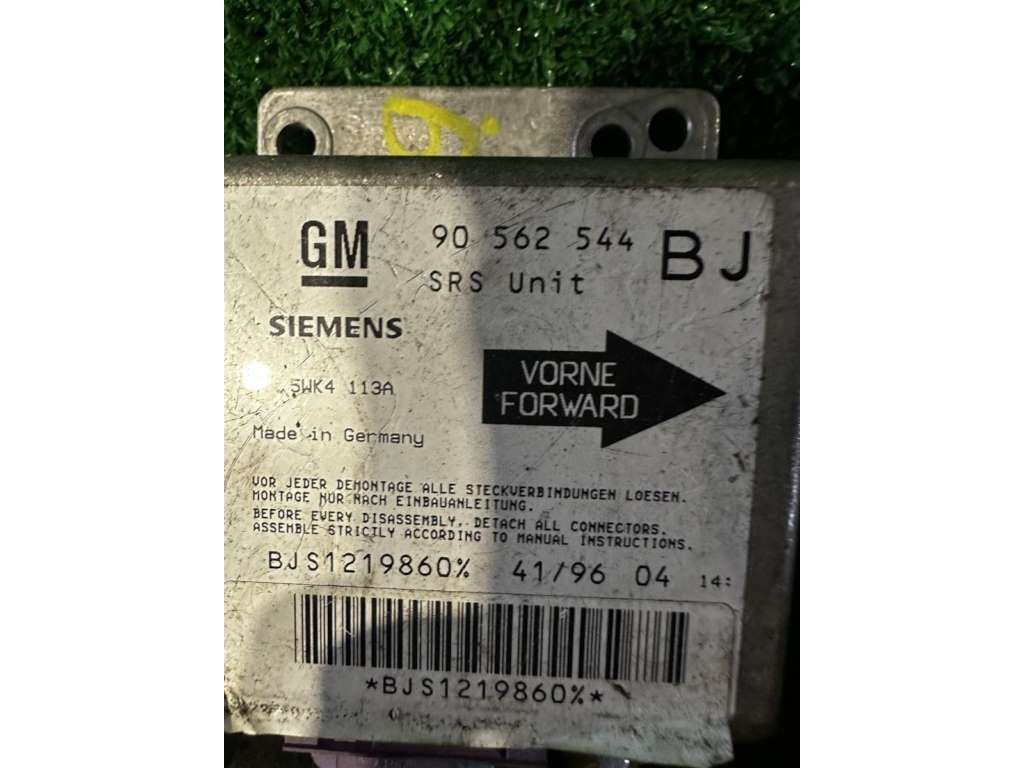 GM 90 562 544 BJ
SRS Unit
SIEMENS
5WK4 113A
VORNE
FORWARD
Made in Germany
VOR JEDER DEMONTAGE ALLE STECKVERBINDUNGEN LOESEN.
MONTAGE NUR NACH EINBAUANLEITUNG.
BEFORE EVERY DISASSEMBLY, DETACH ALL CONNECTORS.
ASSEMBLE STRICTLY ACCORDING TO MANUAL INSTRUCTIONS.
BJS1219860% 41/96 04 14:
*BJS1219860%*